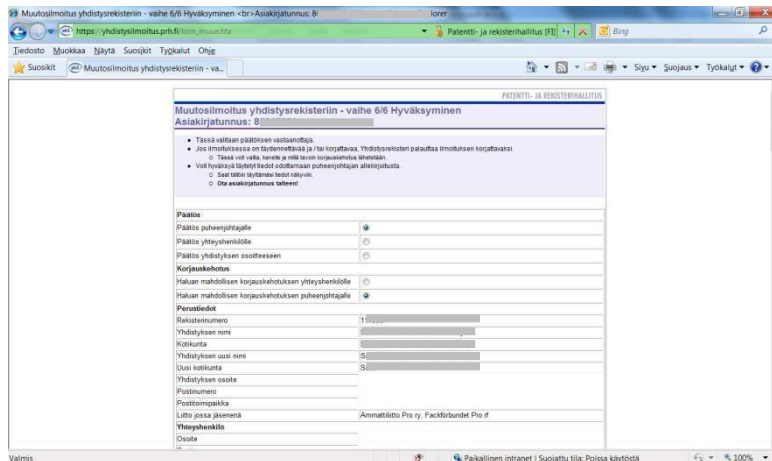 Muutosilmoitus yhdistysrekisteriin - vaihe 6/6 Hyväksyminen <br>Asiakirjatunnus: 8 lorer
https://yhdistysilmoitus.prh.fi/lom_muue.htx Patentti- ja rekisterihallitus [FI] Bing
Tiedosto Muokkaa Näytä Suosikit Työkalut Ohje
Suosikit Muutosilmoitus yhdistysrekisteriin - va... Sivu Suojaus Työkalut
PATENTTI- JA REKISTERIHALLITUS
Muutosilmoitus yhdistysrekisteriin - vaihe 6/6 Hyväksyminen
Asiakirjatunnus: 8
Tässä valitaan päätöksen vastaanottaja.
Jos ilmoituksessa on täydennettävää ja / tai korjattavaa, Yhdistysrekisteri palauttaa ilmoituksen korjattavaksi.
Tässä voit valita, kenelle ja millä tavoin korjauskehotus lähetetään.
Voit hyväksyä täytetyt tiedot odottamaan puheenjohtajan allekirjoitusta.
Saat tällöin täyttämäsi tiedot näkyviin.
Ota asiakirjatunnus talteen!
Päätös
Päätös puheenjohtajalle
Päätös yhteyshenkilölle
Päätös yhdistyksen osoitteeseen
Korjauskehotus
Haluan mahdollisen korjauskehotuksen yhteyshenkilölle
Haluan mahdollisen korjauskehotuksen puheenjohtajalle
Perustiedot
Rekisterinumero 11
Yhdistyksen nimi
Kotikunta
Yhdistyksen uusi nimi
Uusi kotikunta
Yhdistyksen osoite
Postinumero
Postitoimipaikka
Liitto jossa jäsenenä Ammattiliitto Pro ry, Fackförbundet Pro rf
Yhteyshenkilo
Osoite
Valmis Paikallinen intranet | Suojattu tila: Poissa käytöstä 100%